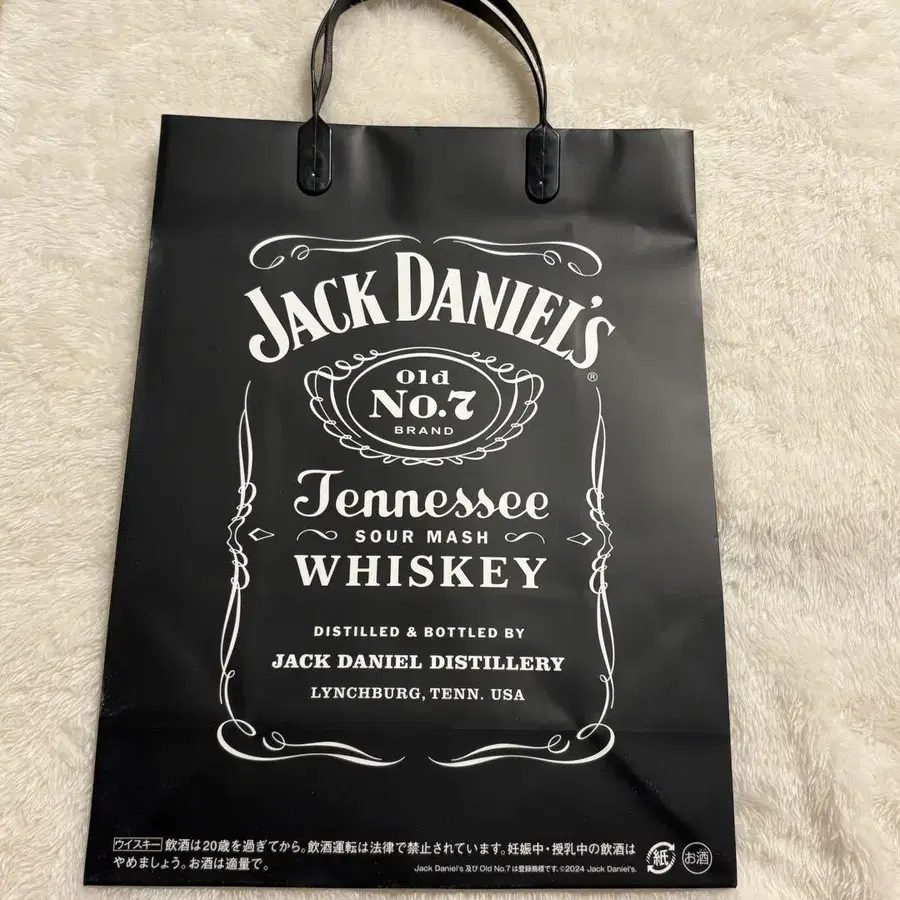 JACK DANIEL'S
®
Old
No.7
BRAND
Tennessee
SOUR MASH
WHISKEY
DISTILLED & BOTTLED BY
JACK DANIEL DISTILLERY
LYNCHBURG, TENN. USA
ウイスキー 飲酒は20歳を過ぎてから。飲酒運転は法律で禁止されています。妊娠中・授乳中の飲酒は
やめましょう。お酒は適量で。
Jack Daniel's 及び Old No.7 は登録商標です。©2024 Jack Daniel's.
紙
お酒